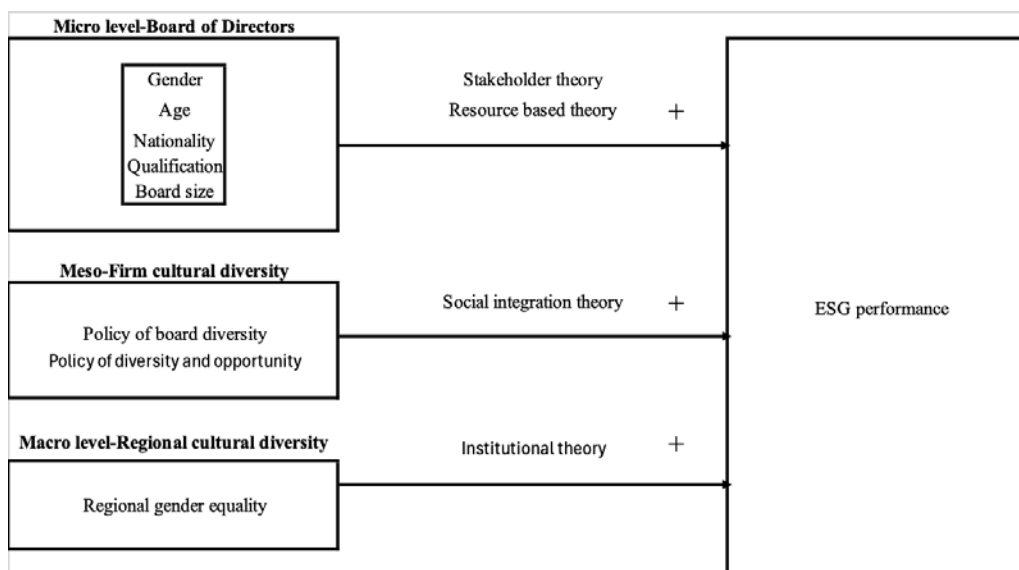 Micro level-Board of Directors
Gender
Age
Nationality
Qualification
Board size
Stakeholder theory
Resource based theory +
Meso-Firm cultural diversity
Policy of board diversity
Policy of diversity and opportunity
Social integration theory +
ESG performance
Macro level-Regional cultural diversity
Regional gender equality
Institutional theory +